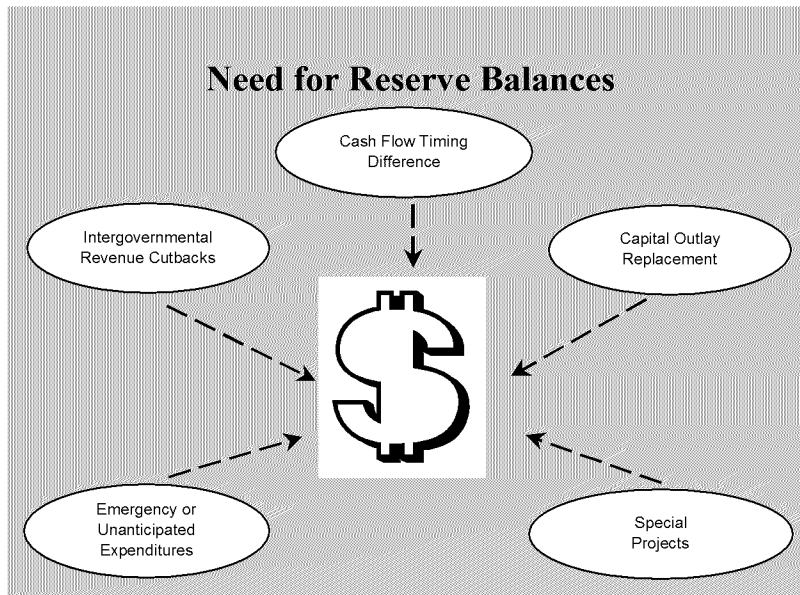 Need for Reserve Balances
Cash Flow Timing
Difference
Intergovernmental
Revenue Cutbacks
Capital Outlay
Replacement
$
Emergency or
Unanticipated
Expenditures
Special
Projects